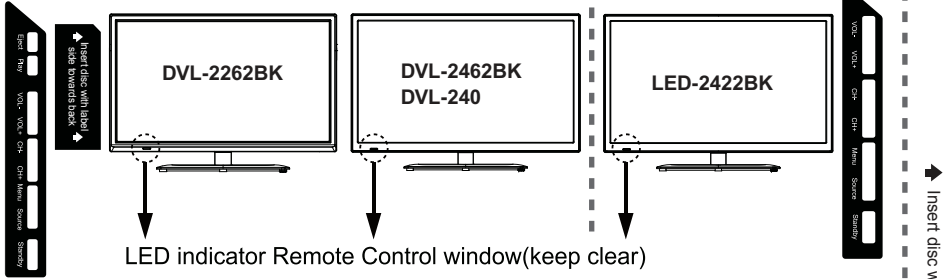 Eject Play VOL- VOL+ CH- CH+ Menu Source Standby
Insert disc with label
side towards back
DVL-2262BK
DVL-2462BK
DVL-240
LED-2422BK
VOL- VOL+ CH- CH+ Menu Source Standby
Insert disc w
LED indicator Remote Control window(keep clear)